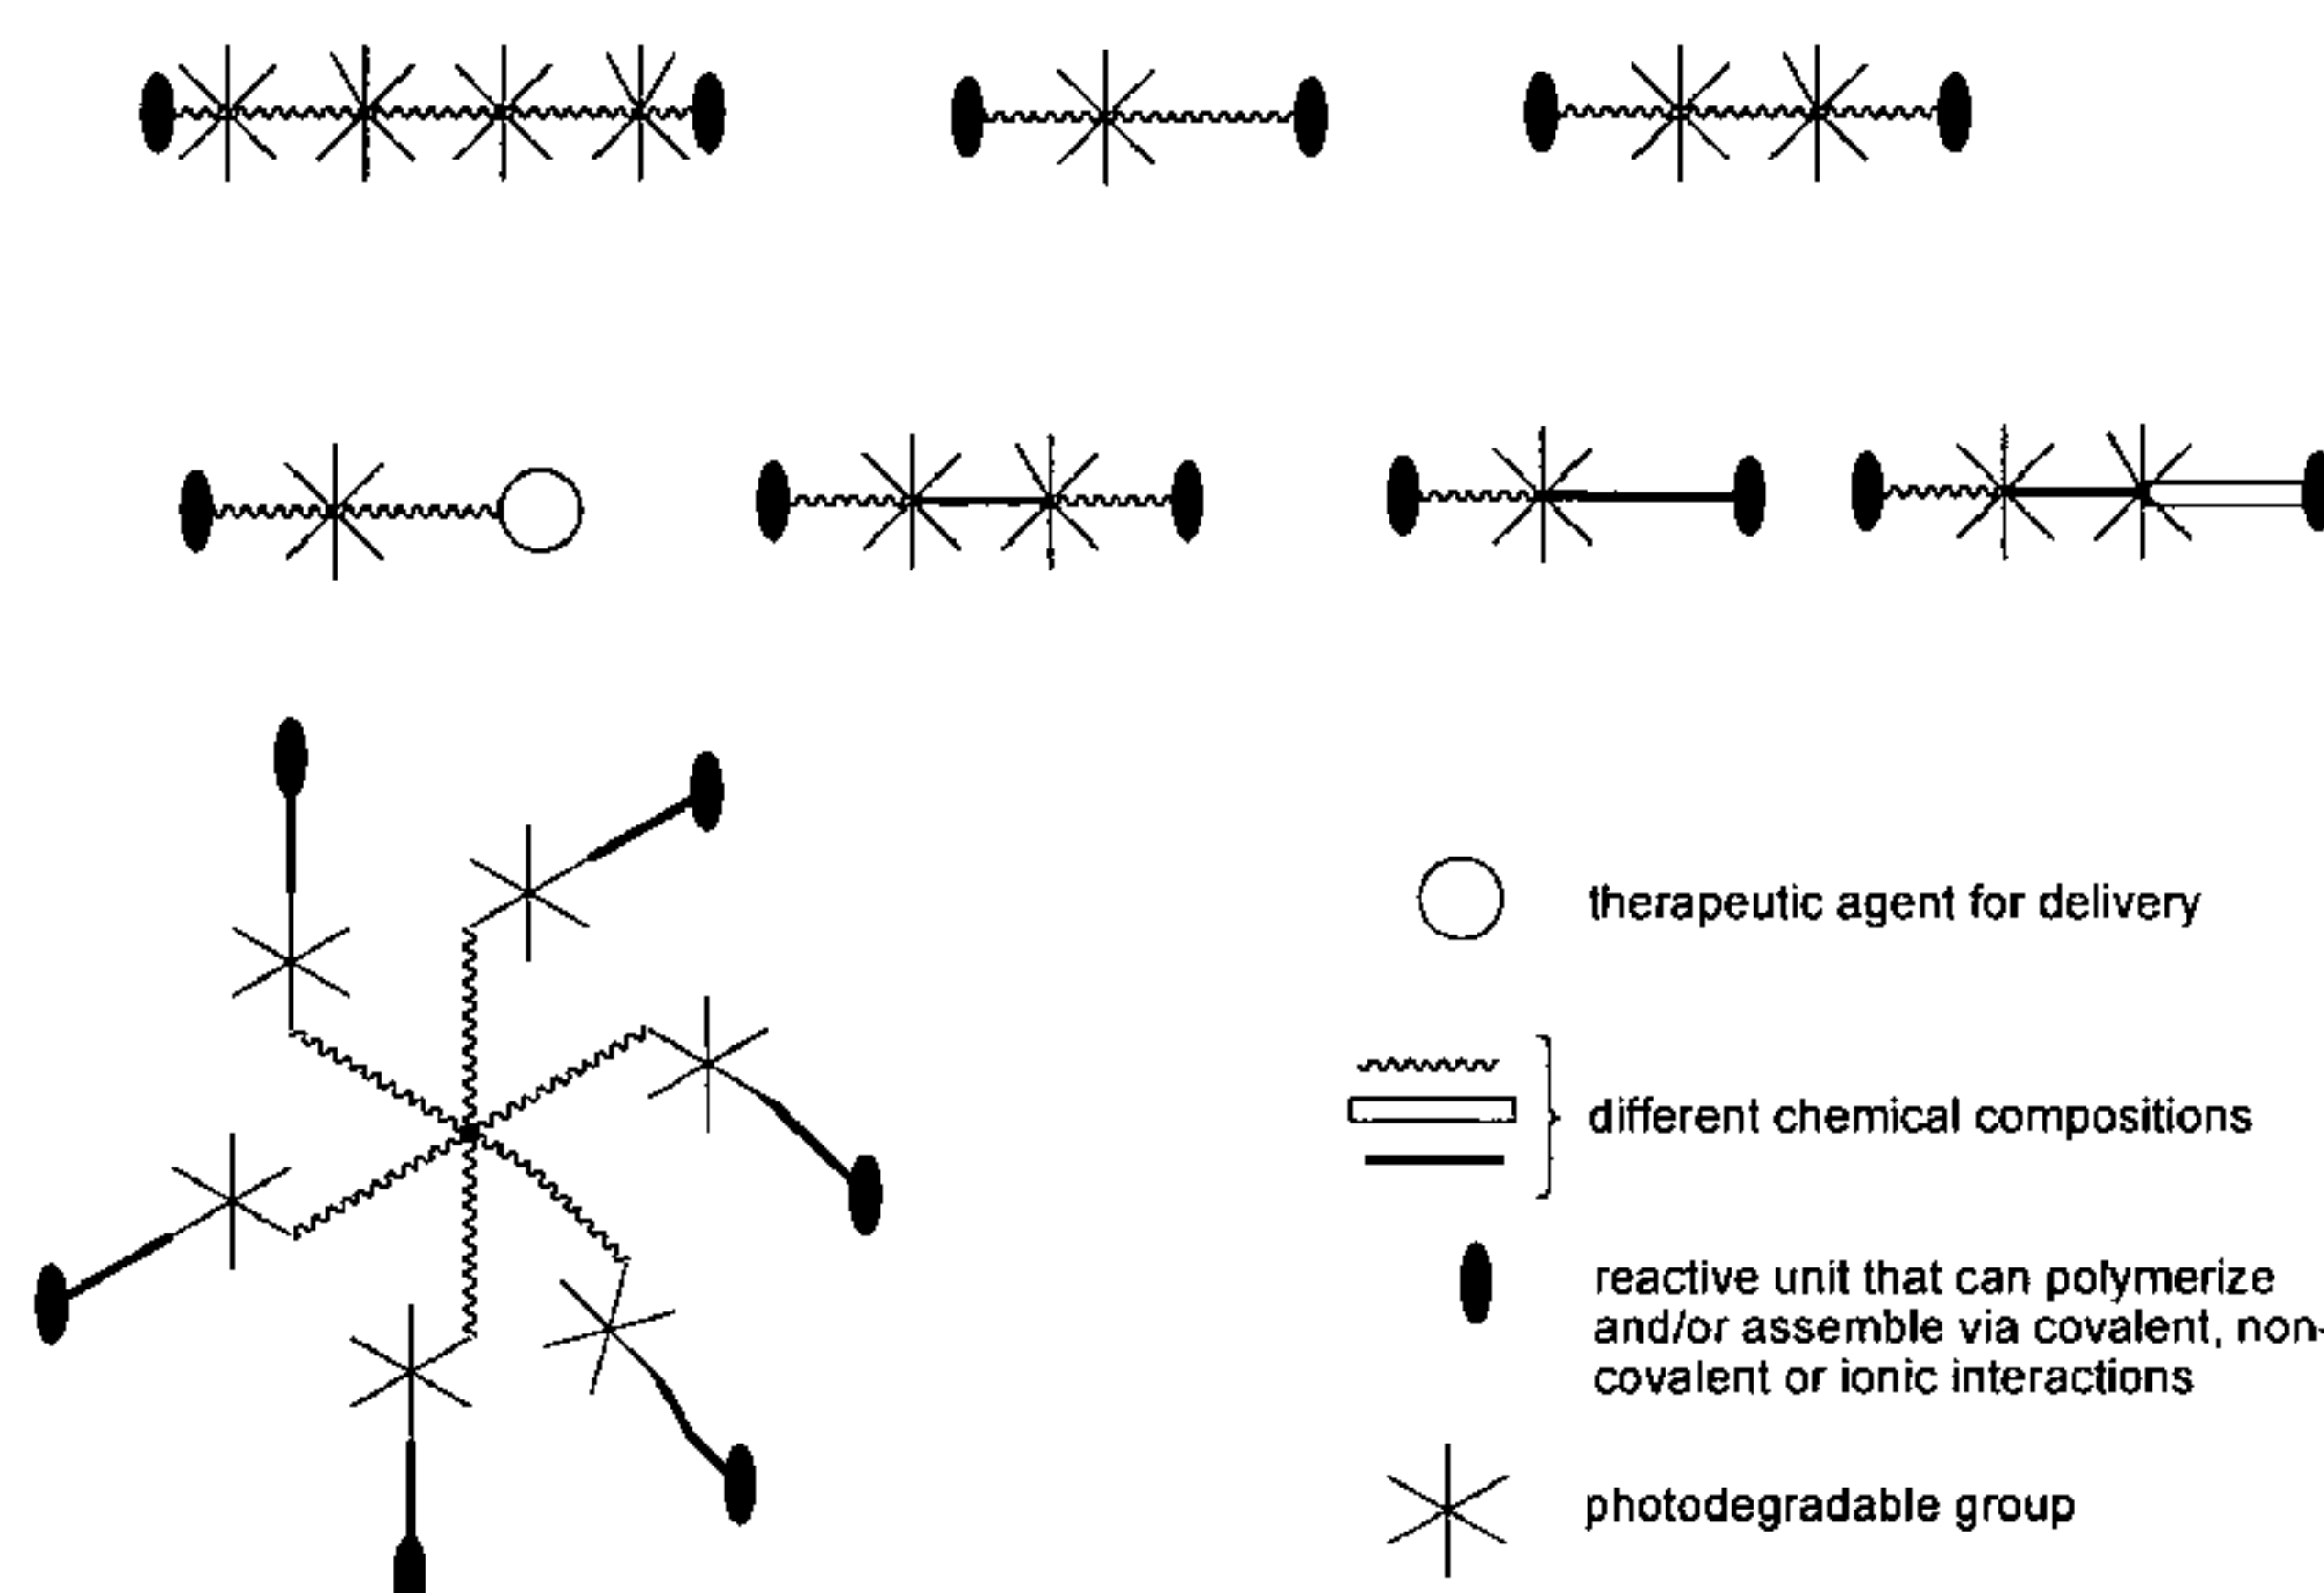 therapeutic agent for delivery
different chemical compositions
reactive unit that can polymerize
and/or assemble via covalent, non-
covalent or ionic interactions
photodegradable group